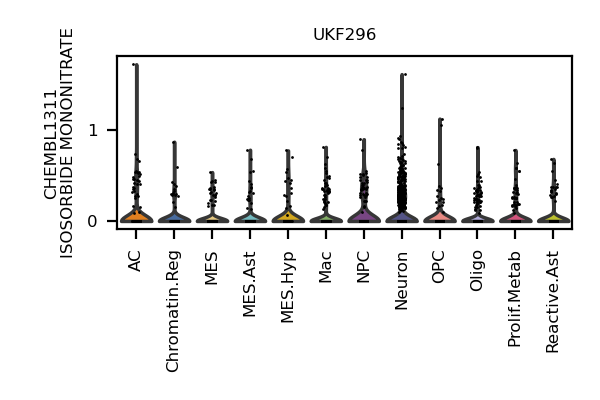 UKF296
CHEMBL1311
ISOSORBIDE MONONITRATE
1
0
AC
Chromatin.Reg
MES
MES.Ast
MES.Hyp
Mac
NPC
Neuron
OPC
Oligo
Prolif.Metab
Reactive.Ast